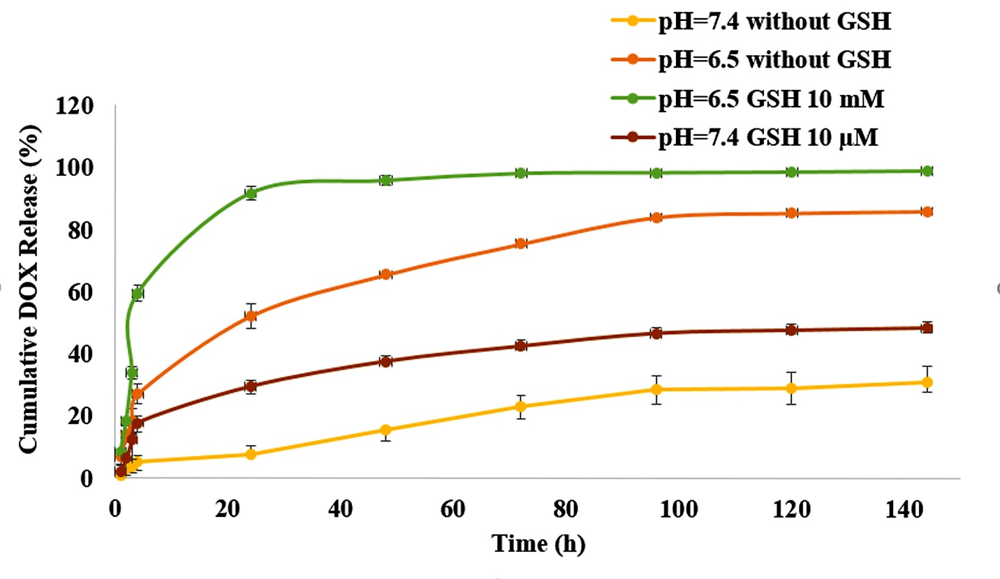 pH=7.4 without GSH
pH=6.5 without GSH
pH=6.5 GSH 10 mM
pH=7.4 GSH 10 µM
Cumulative DOX Release (%)
120
100
80
60
40
20
0
0 20 40 60 80 100 120 140
Time (h)